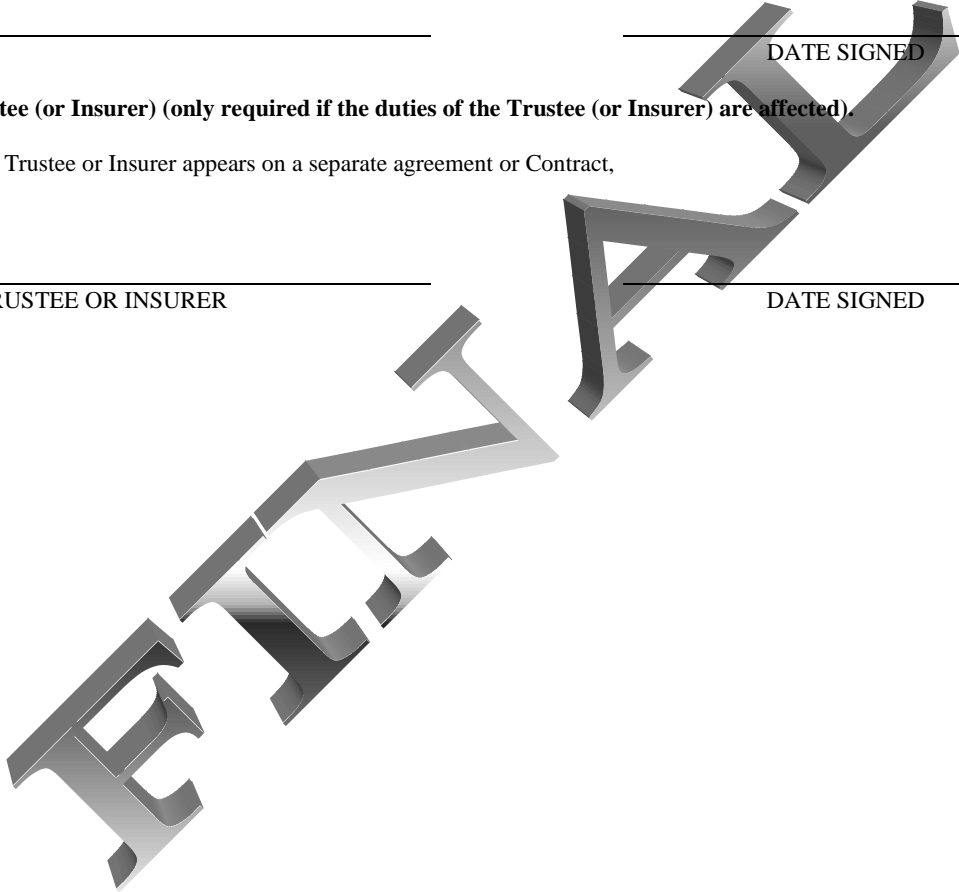 DATE SIGNED
tee (or Insurer) (only required if the duties of the Trustee (or Insurer) are affected).
Trustee or Insurer appears on a separate agreement or Contract,
RUSTEE OR INSURER DATE SIGNED
FINAL